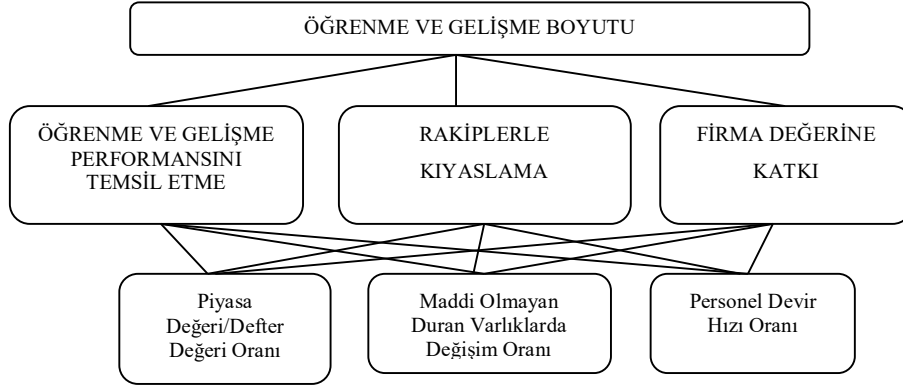 ÖĞRENME VE GELİŞME BOYUTU
ÖĞRENME VE GELİŞME
PERFORMANSINI
TEMSİL ETME
RAKİPLERLE
KIYASLAMA
FİRMA DEĞERİNE
KATKI
Piyasa
Değeri/Defter
Değeri Oranı
Maddi Olmayan
Duran Varlıklarda
Değişim Oranı
Personel Devir
Hızı Oranı